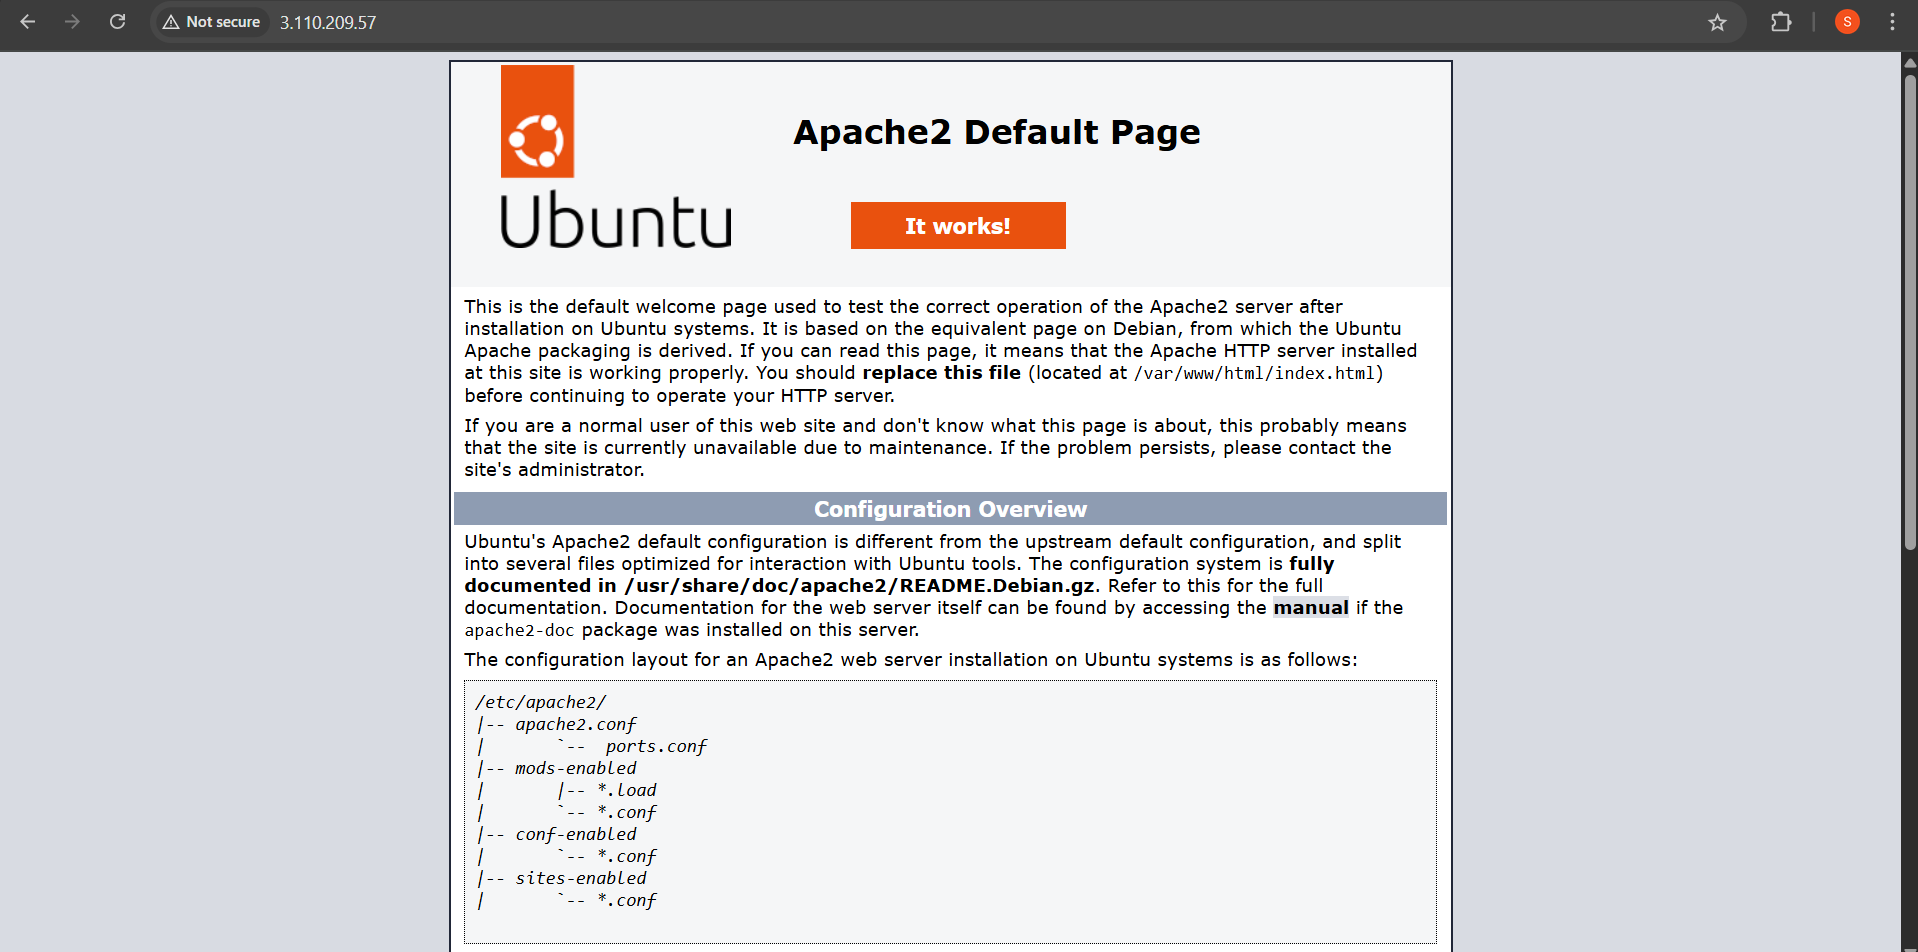 Not secure
3.110.209.57
S
Apache2 Default Page
Ubuntu
It works!
This is the default welcome page used to test the correct operation of the Apache2 server after
installation on Ubuntu systems. It is based on the equivalent page on Debian, from which the Ubuntu
Apache packaging is derived. If you can read this page, it means that the Apache HTTP server installed
at this site is working properly. You should replace this file (located at /var/www/html/index.html)
before continuing to operate your HTTP server.
If you are a normal user of this web site and don't know what this page is about, this probably means
that the site is currently unavailable due to maintenance. If the problem persists, please contact the
site's administrator.
Configuration Overview
Ubuntu's Apache2 default configuration is different from the upstream default configuration, and split
into several files optimized for interaction with Ubuntu tools. The configuration system is fully
documented in /usr/share/doc/apache2/README.Debian.gz. Refer to this for the full
documentation. Documentation for the web server itself can be found by accessing the manual if the
apache2-doc package was installed on this server.
The configuration layout for an Apache2 web server installation on Ubuntu systems is as follows:
/etc/apache2/
|-- apache2.conf
|       `--  ports.conf
|-- mods-enabled
|       |-- *.load
|       `-- *.conf
|-- conf-enabled
|       `-- *.conf
|-- sites-enabled
|       `-- *.conf